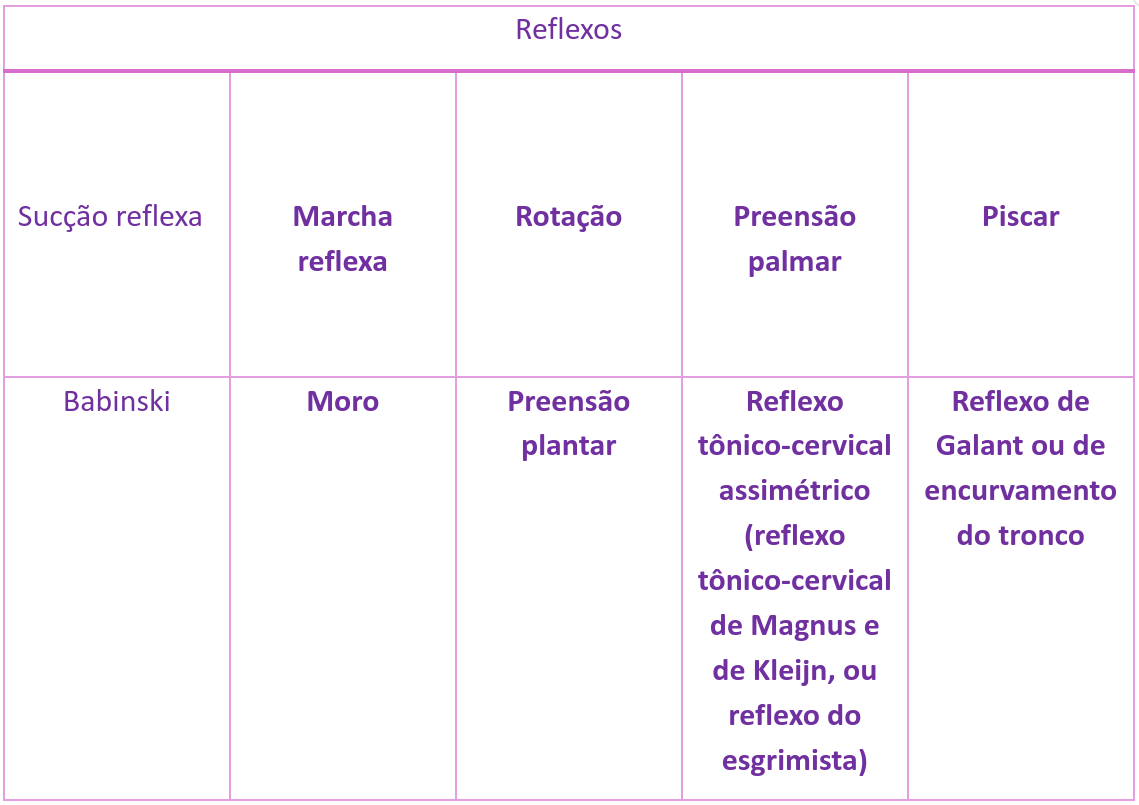 Reflexos
Sucção reflexa
Marcha
reflexa
Rotação
Preensão
palmar
Piscar
Babinski
Moro
Preensão
plantar
Reflexo
tônico-cervical
assimétrico
(reflexo
tônico-cervical
de Magnus e
de Kleijn, ou
reflexo do
esgrimista)
Reflexo de
Galant ou de
encurvamento
do tronco